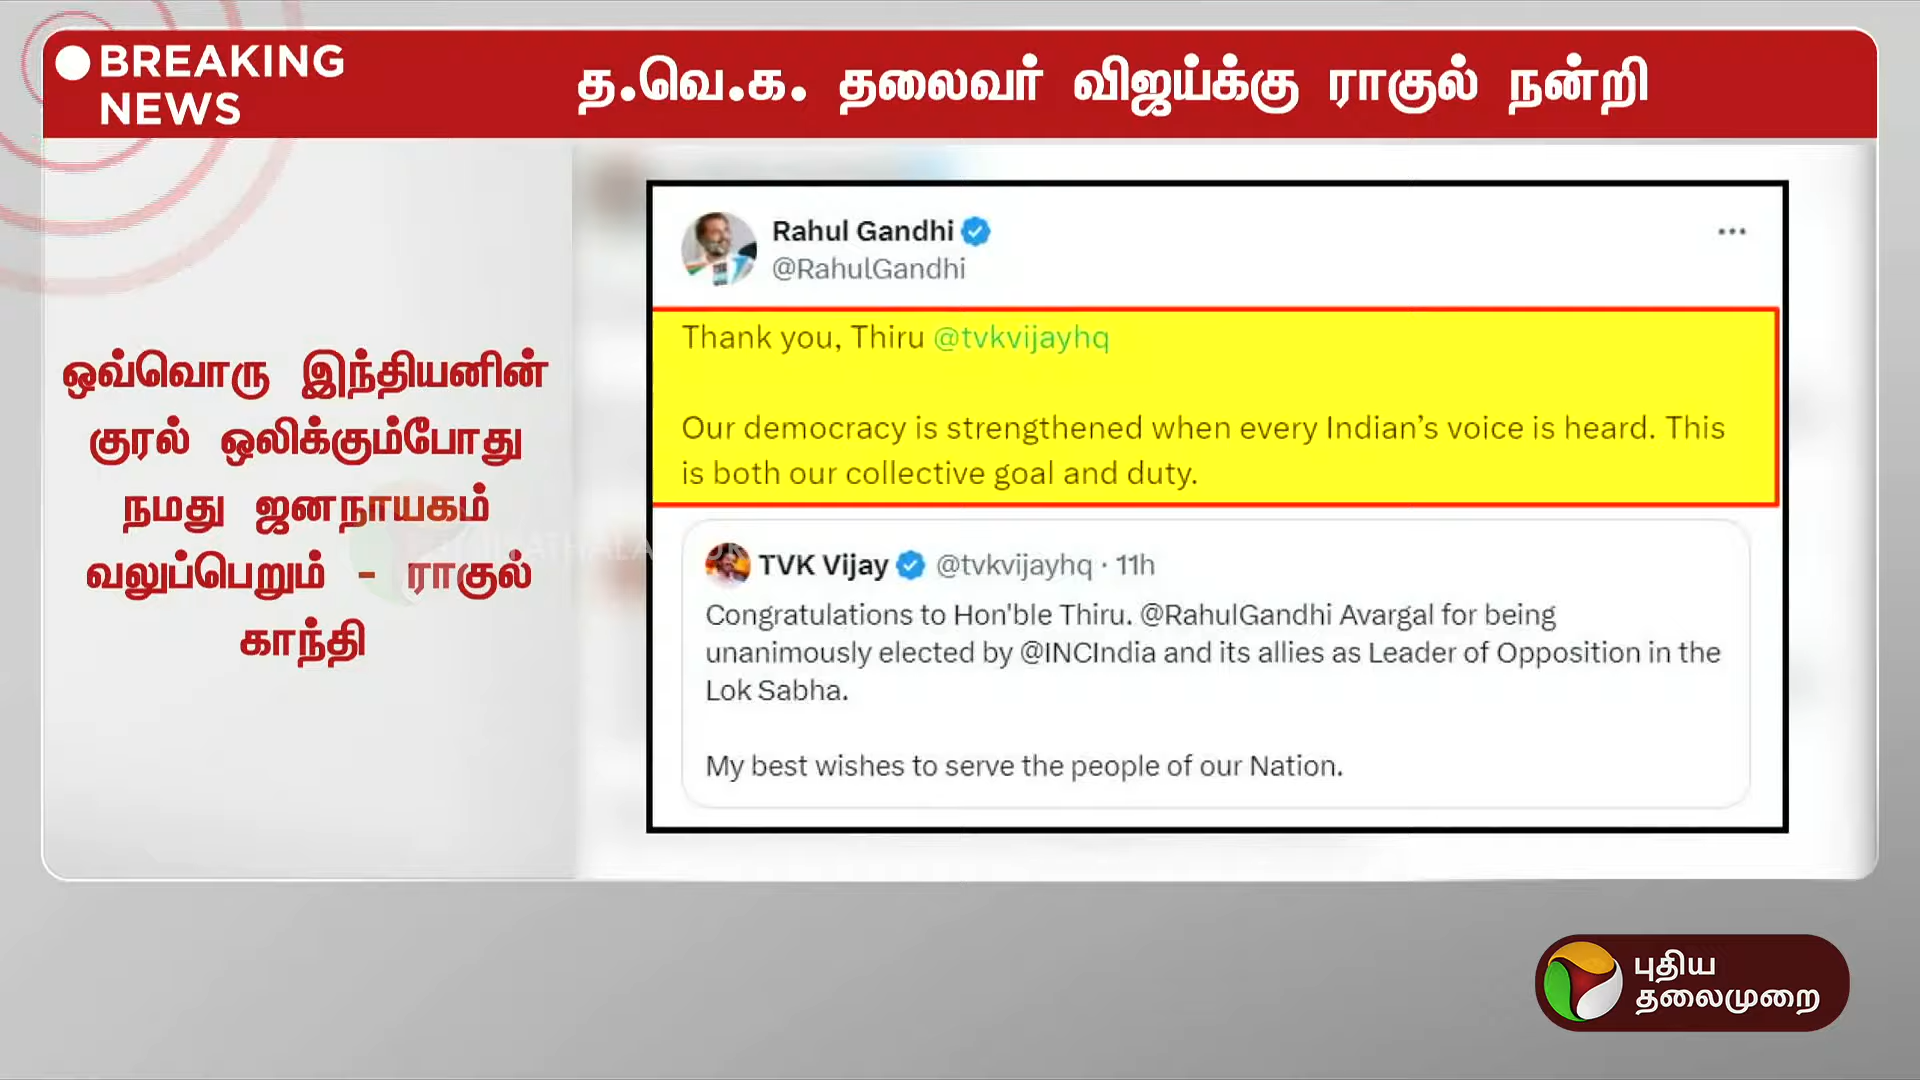 BREAKING
NEWS
த.வெ.க. தலைவர் விஜய்க்கு ராகுல் நன்றி
ஒவ்வொரு இந்தியனின்
குரல் ஒலிக்கும்போது
நமது ஜனநாயகம்
வலுப்பெறும் - ராகுல்
காந்தி
Rahul Gandhi
@RahulGandhi
Thank you, Thiru @tvkvijayhq
Our democracy is strengthened when every Indian’s voice is heard. This
is both our collective goal and duty.
TVK Vijay @tvkvijayhq · 11h
Congratulations to Hon'ble Thiru. @RahulGandhi Avargal for being
unanimously elected by @INCIndia and its allies as Leader of Opposition in the
Lok Sabha.
My best wishes to serve the people of our Nation.
புதிய
தலைமுறை